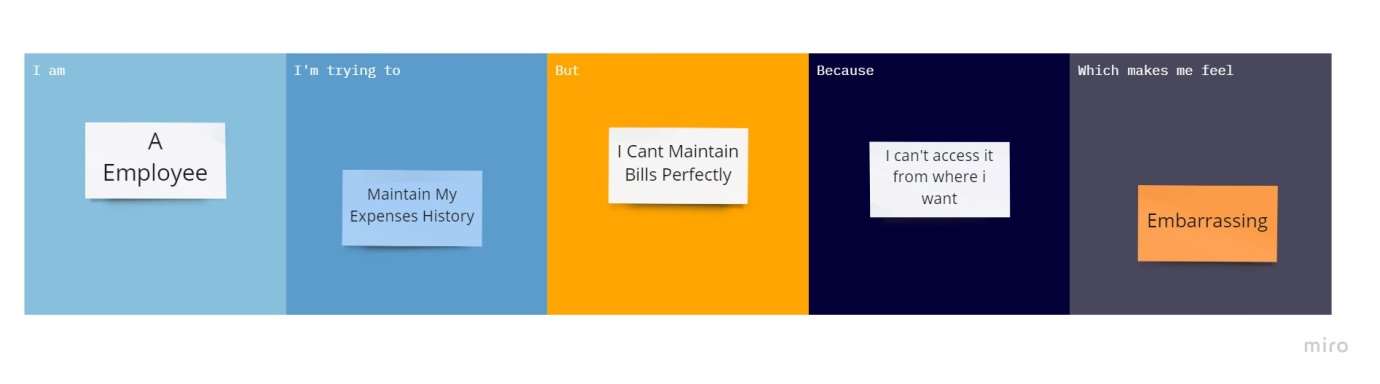 I am
A
Employee
I'm trying to
Maintain My
Expenses History
But
I Cant Maintain
Bills Perfectly
Because
I can't access it
from where i
want
Which makes me feel
Embarrassing
miro